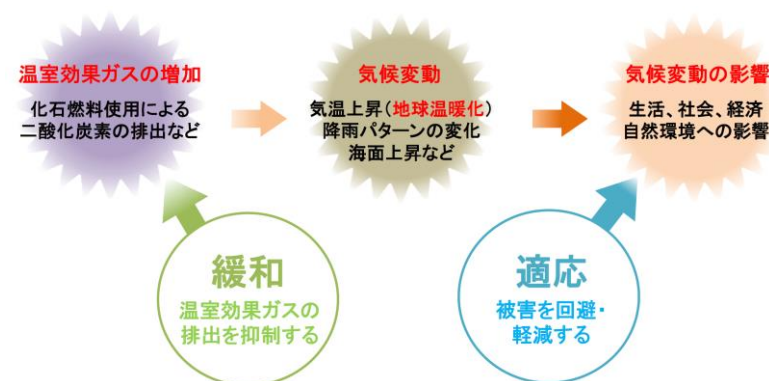 温室効果ガスの増加
化石燃料使用による
二酸化炭素の排出など
気候変動
気温上昇(地球温暖化)
降雨パターンの変化
海面上昇など
気候変動の影響
生活、社会、経済
自然環境への影響
緩和
温室効果ガスの
排出を抑制する
適応
被害を回避・
軽減する